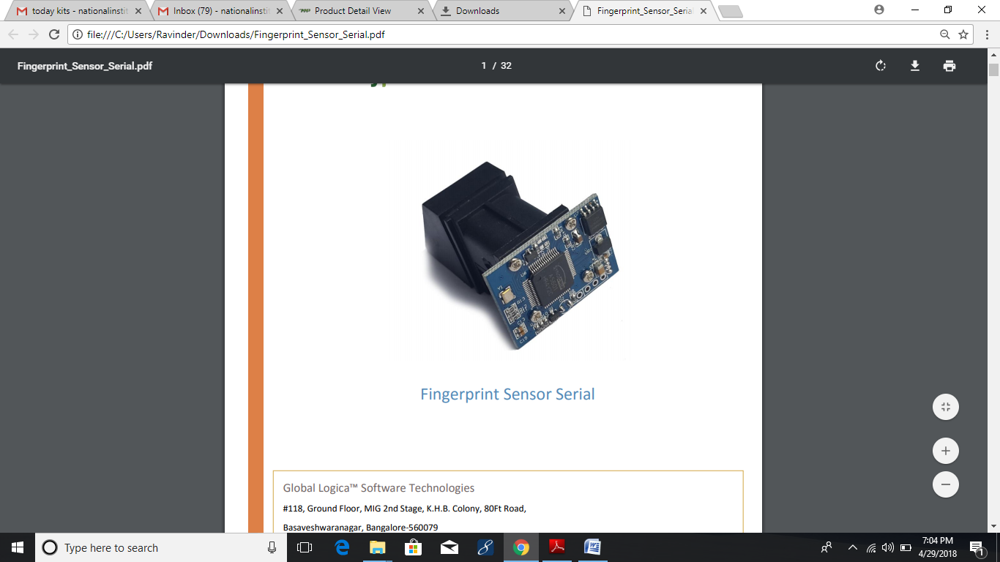 today kits - nationalinstit
Inbox (79) - nationalinstit
Product Detail View
Downloads
Fingerprint_Sensor_Seria
file:///C:/Users/Ravinder/Downloads/Fingerprint_Sensor_Serial.pdf
Fingerprint_Sensor_Serial.pdf
1 / 32
Fingerprint Sensor Serial
Global Logica™ Software Technologies
#118, Ground Floor, MIG 2nd Stage, K.H.B. Colony, 80Ft Road,
Basaveshwaranagar, Bangalore-560079
Type here to search
7:04 PM
4/29/2018
1